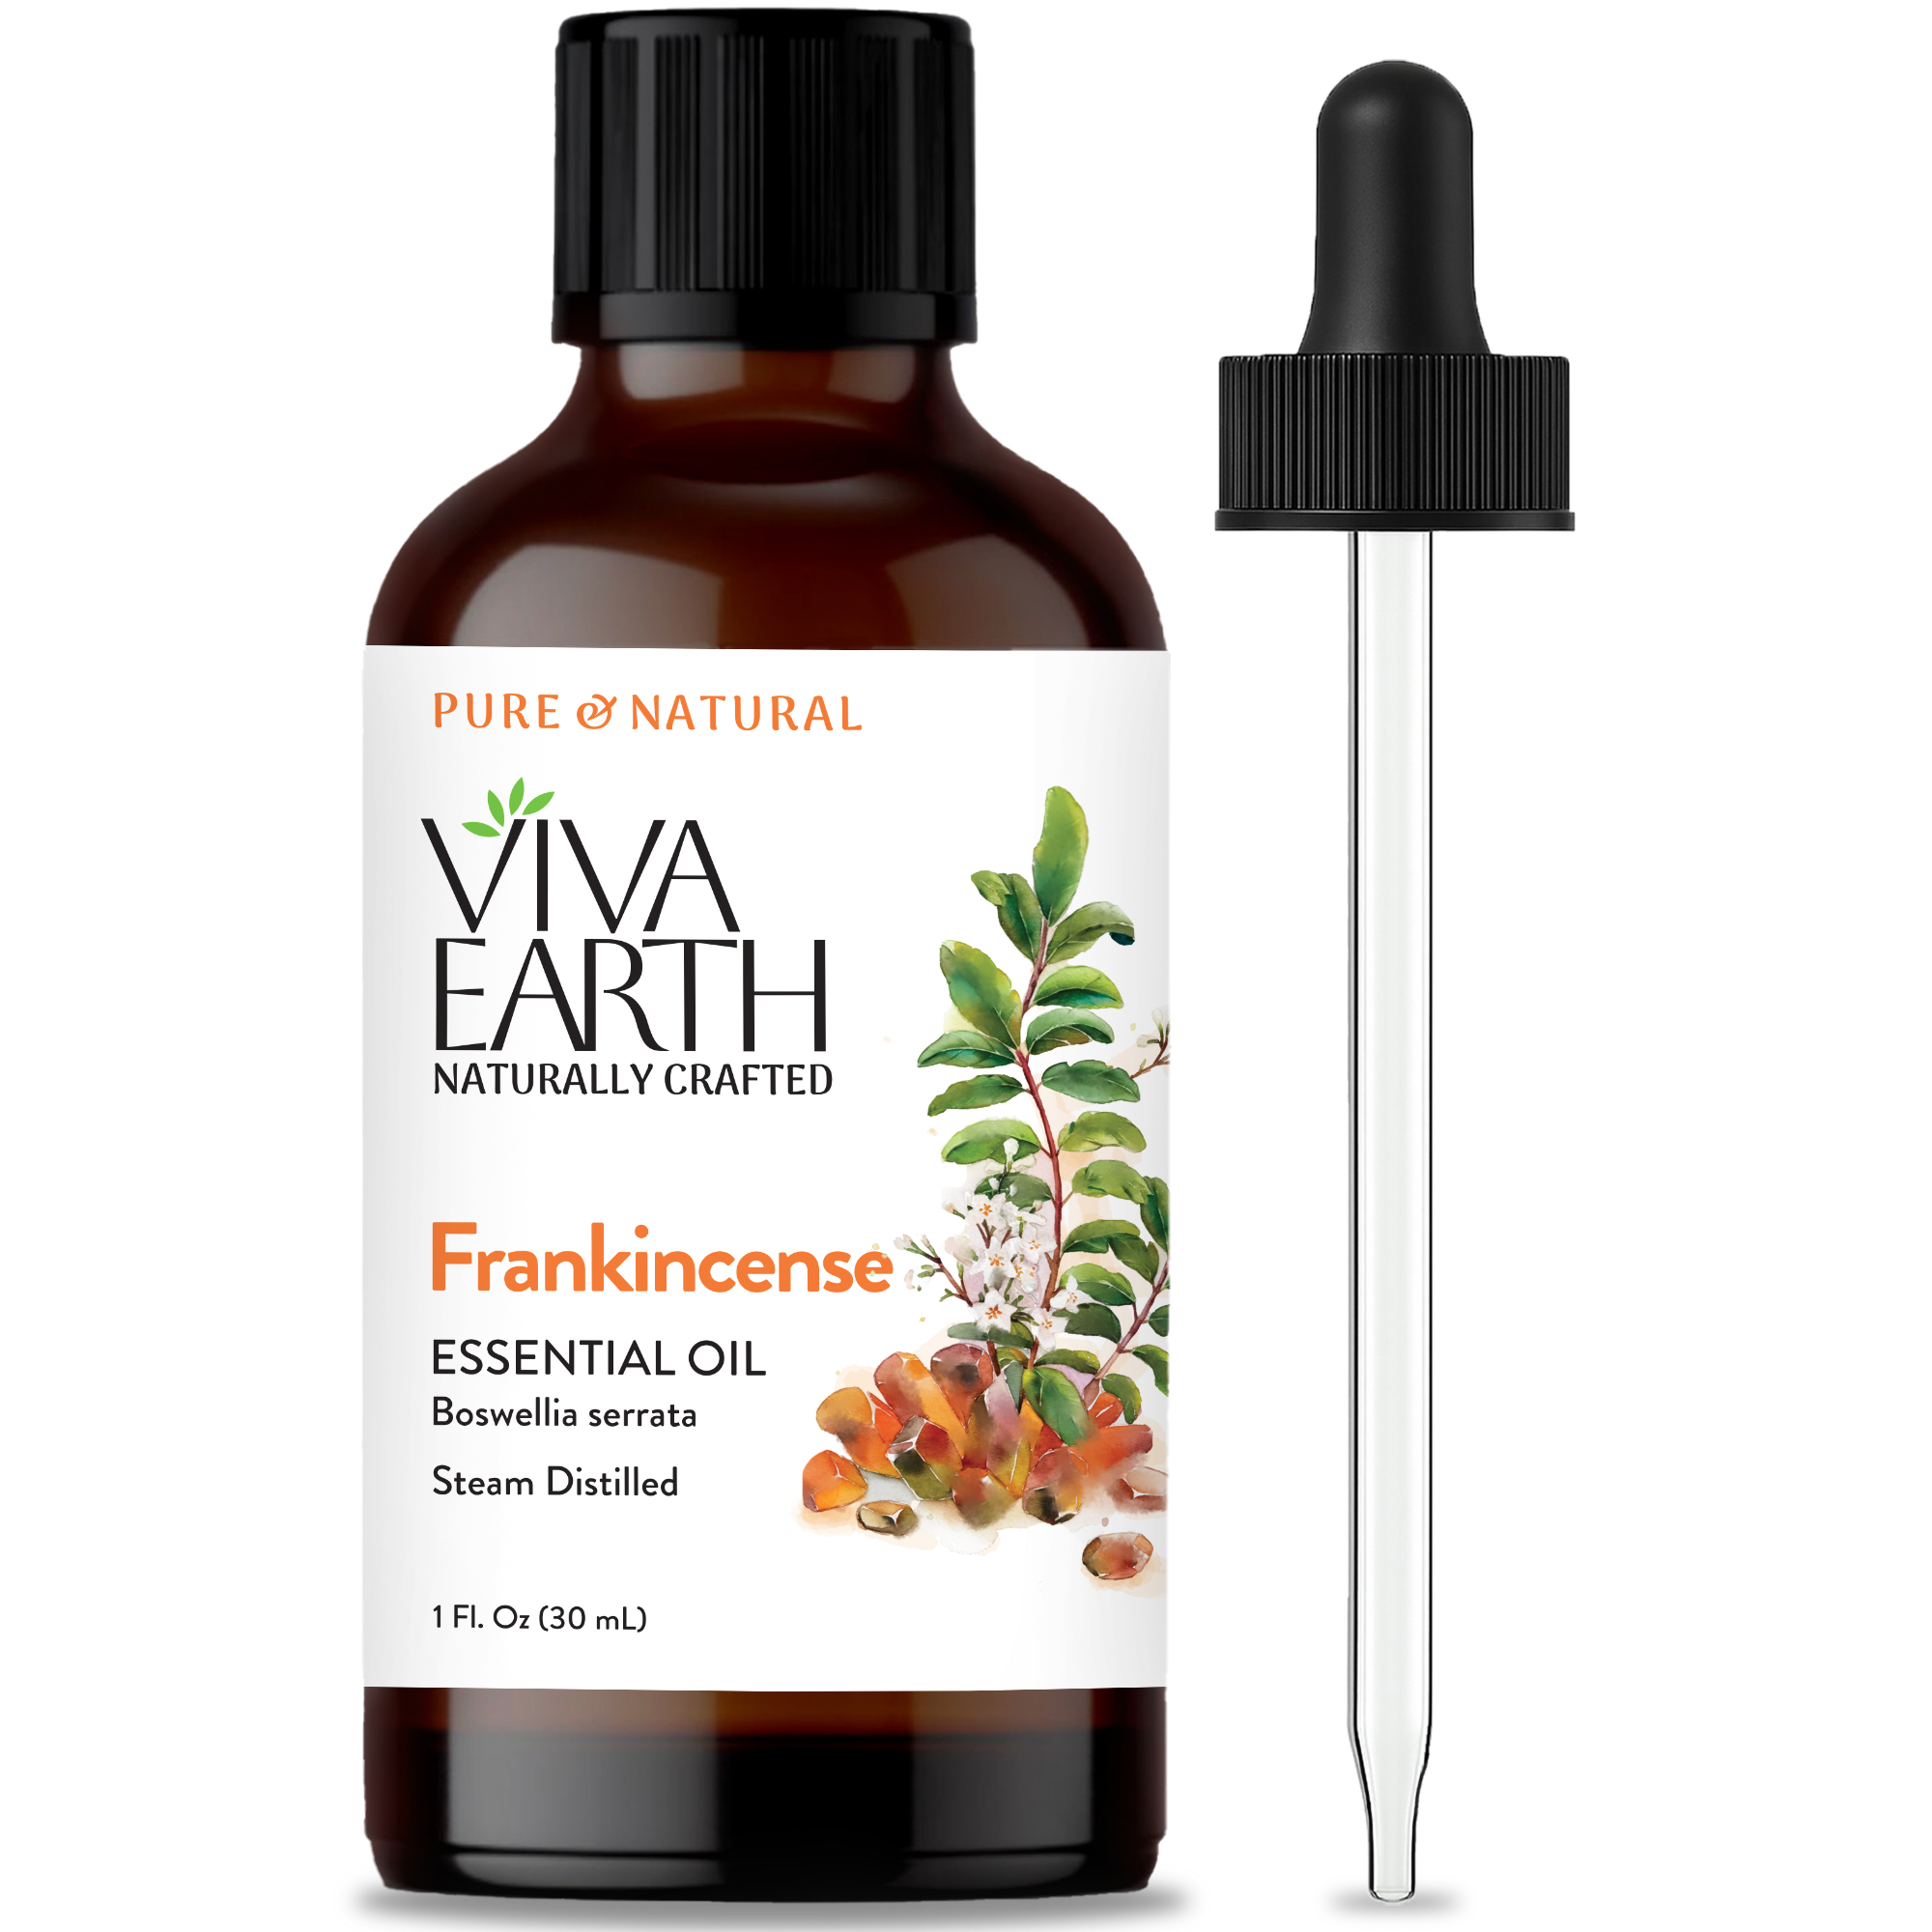 PURE & NATURAL
VIVA
EARTH
NATURALLY CRAFTED
Frankincense
ESSENTIAL OIL
Boswellia serrata
Steam Distilled
1 Fl. Oz (30 mL)